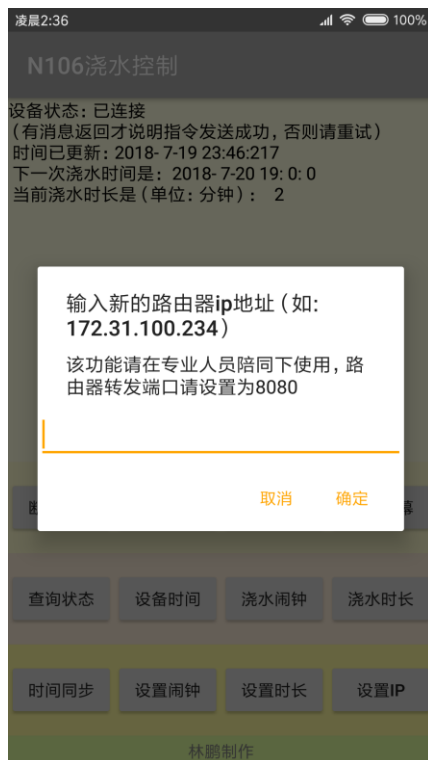 凌晨2:36
100%
N106浇水控制
设备状态: 已连接
(有消息返回才说明指令发送成功，否则请重试)
时间已更新: 2018- 7-19 23:46:217
下一次浇水时间是: 2018- 7-20 19: 0: 0
当前浇水时长是 (单位: 分钟) : 2
输入新的路由器ip地址 (如:
172.31.100.234)
该功能请在专业人员陪同下使用, 路
由器转发端口请设置为8080
取消 确定
查询状态 设备时间 浇水闹钟 浇水时长
时间同步 设置闹钟 设置时长 设置IP
林鹏制作